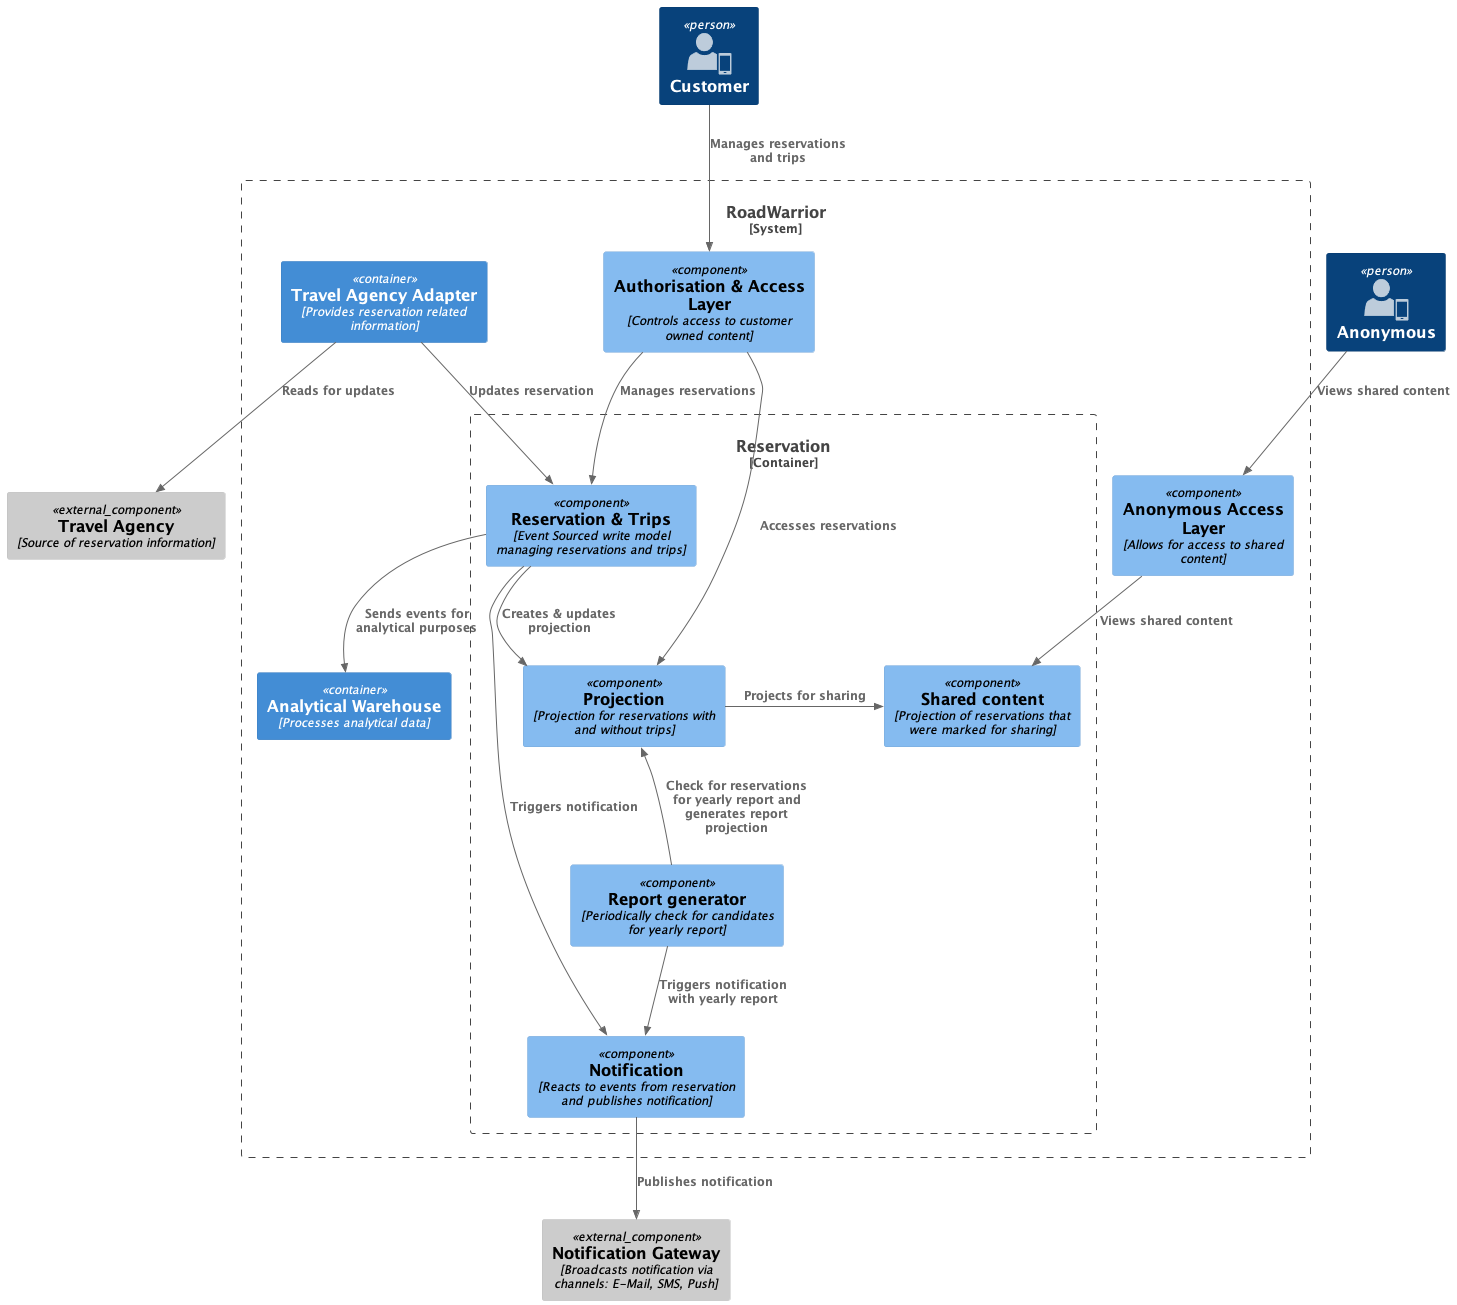 «person»
Customer
Manages reservations
and trips
RoadWarrior
[System]
«container»
Travel Agency Adapter
[Provides reservation related
information]
«component»
Authorisation & Access
Layer
[Controls access to customer
owned content]
«person»
Anonymous
Reads for updates
Updates reservation
Manages reservations
Views shared content
Reservation
[Container]
«external_component»
Travel Agency
[Source of reservation information]
«component»
Reservation & Trips
[Event Sourced write model
managing reservations and trips]
Accesses reservations
«component»
Anonymous Access
Layer
[Allows for access to shared
content]
Sends events for
analytical purposes
Creates & updates
projection
Views shared content
«container»
Analytical Warehouse
[Processes analytical data]
«component»
Projection
[Projection for reservations with
and without trips]
Projects for sharing
«component»
Shared content
[Projection of reservations that
were marked for sharing]
Triggers notification
Check for reservations
for yearly report and
generates report
projection
«component»
Report generator
[Periodically check for candidates
for yearly report]
Triggers notification
with yearly report
«component»
Notification
[Reacts to events from reservation
and publishes notification]
Publishes notification
«external_component»
Notification Gateway
[Broadcasts notification via
channels: E-Mail, SMS, Push]